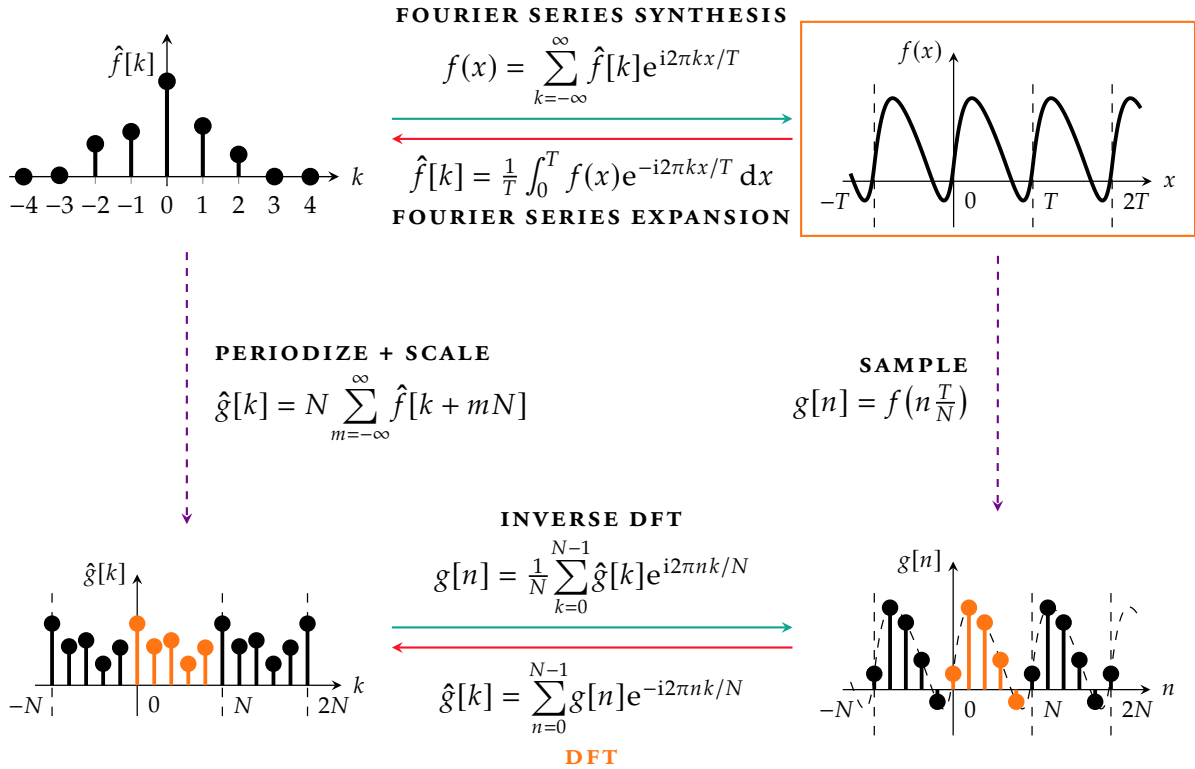 FOURIER SERIES SYNTHESIS
f̂[k]
f(x) = ∑_{k=−∞}^{∞} f̂[k]e^{i2πkx/T}
f(x)
−4 −3 −2 −1 0 1 2 3 4
k
f̂[k] = 1/T ∫_0^T f(x)e^{−i2πkx/T} dx
−T 0 T 2T
x
FOURIER SERIES EXPANSION
PERIODIZE + SCALE
ĝ[k] = N ∑_{m=−∞}^{∞} f̂[k + mN]
SAMPLE
g[n] = f(n T/N)
INVERSE DFT
ĝ[k]
g[n] = 1/N ∑_{k=0}^{N−1} ĝ[k]e^{i2πnk/N}
g[n]
−N 0 N 2N
k
ĝ[k] = ∑_{n=0}^{N−1} g[n]e^{−i2πnk/N}
−N 0 N 2N
n
DFT